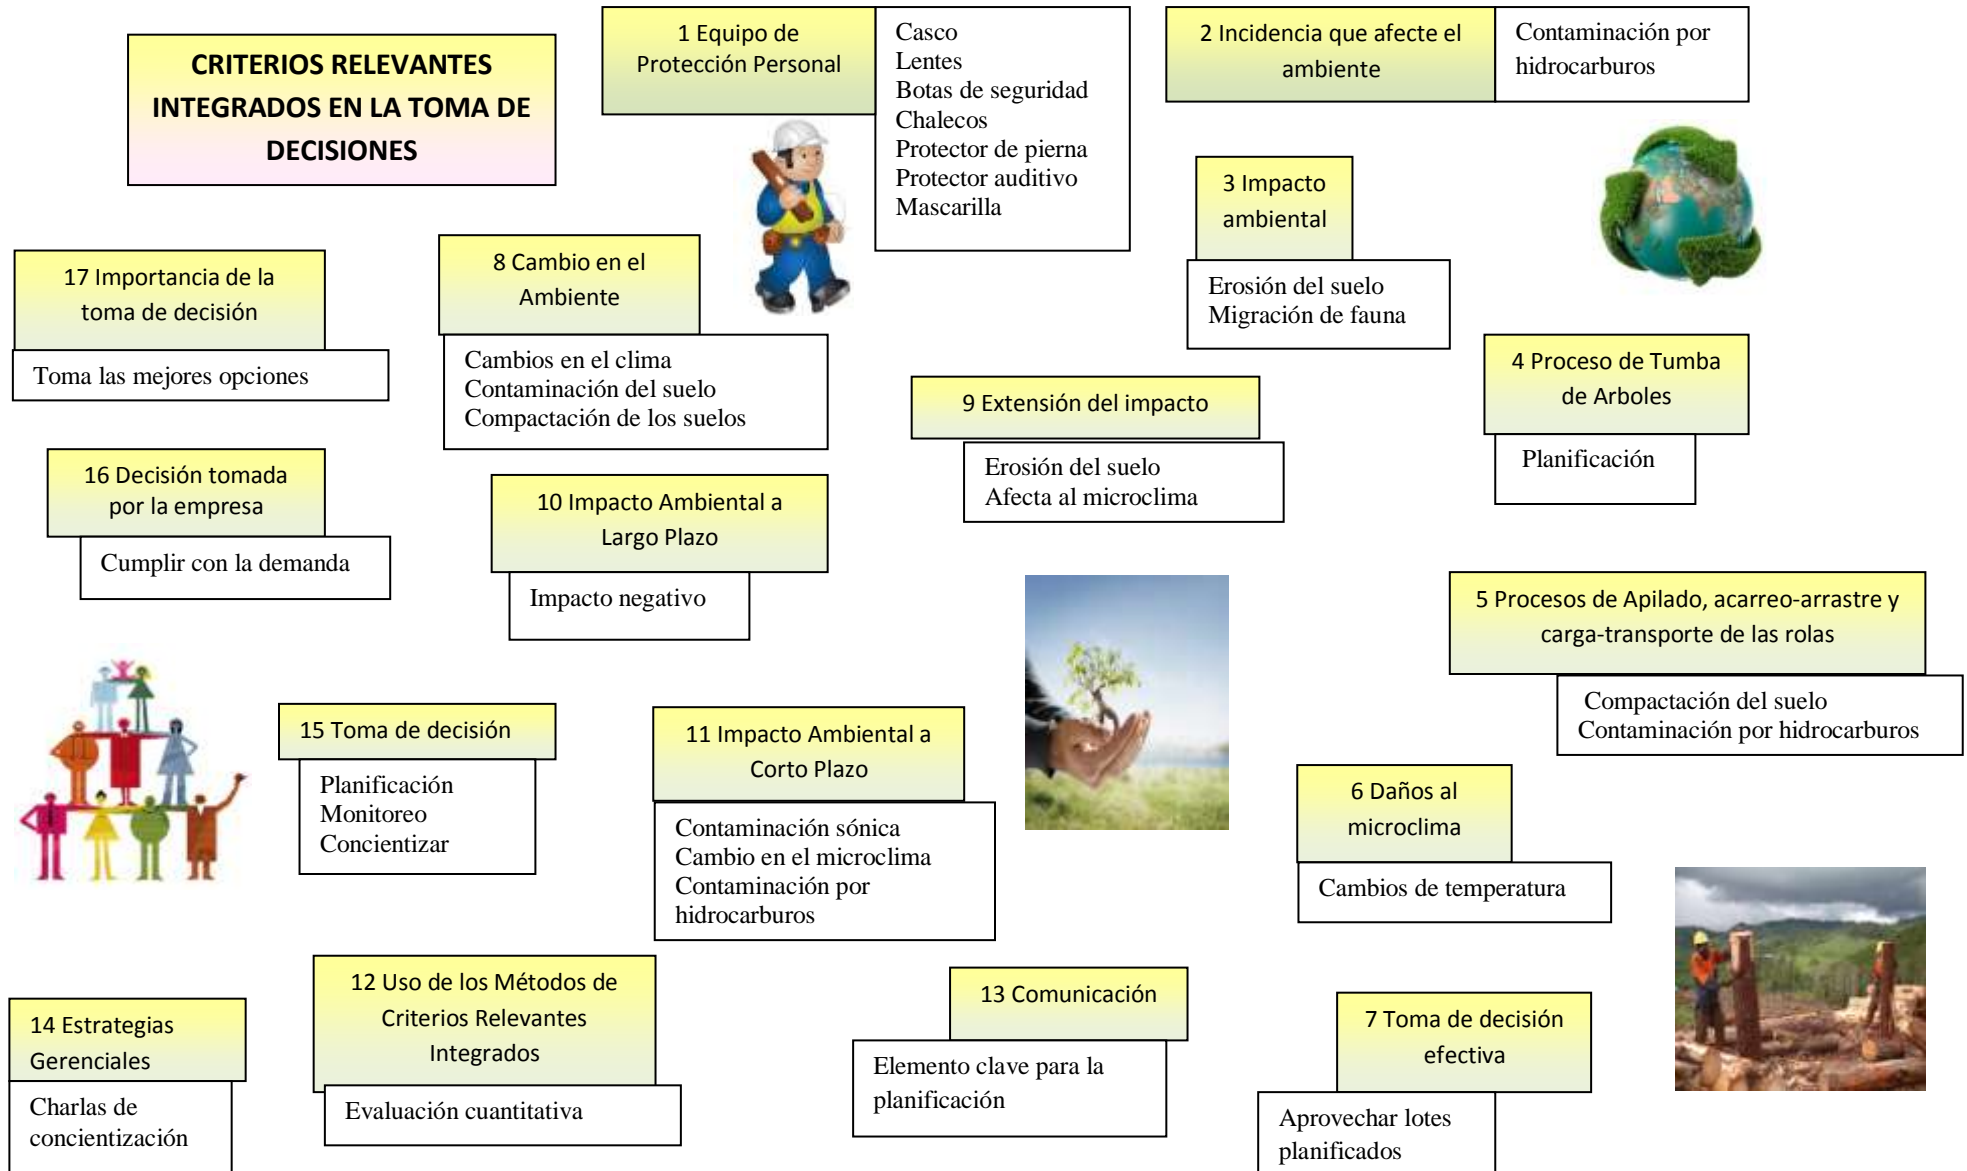 CRITERIOS RELEVANTES
INTEGRADOS EN LA TOMA DE
DECISIONES
1 Equipo de
Protección Personal
Casco
Lentes
Botas de seguridad
Chalecos
Protector de pierna
Protector auditivo
Mascarilla
2 Incidencia que afecte el
ambiente
Contaminación por
hidrocarburos
3 Impacto
ambiental
Erosión del suelo
Migración de fauna
4 Proceso de Tumba
de Arboles
Planificación
5 Procesos de Apilado, acarreo-arrastre y
carga-transporte de las rolas
Compactación del suelo
Contaminación por hidrocarburos
6 Daños al
microclima
Cambios de temperatura
7 Toma de decisión
efectiva
Aprovechar lotes
planificados
8 Cambio en el
Ambiente
Cambios en el clima
Contaminación del suelo
Compactación de los suelos
9 Extensión del impacto
Erosión del suelo
Afecta al microclima
10 Impacto Ambiental a
Largo Plazo
Impacto negativo
11 Impacto Ambiental a
Corto Plazo
Contaminación sónica
Cambio en el microclima
Contaminación por
hidrocarburos
12 Uso de los Métodos de
Criterios Relevantes
Integrados
Evaluación cuantitativa
13 Comunicación
Elemento clave para la
planificación
14 Estrategias
Gerenciales
Charlas de
concientización
15 Toma de decisión
Planificación
Monitoreo
Concientizar
16 Decisión tomada
por la empresa
Cumplir con la demanda
17 Importancia de la
toma de decisión
Toma las mejores opciones